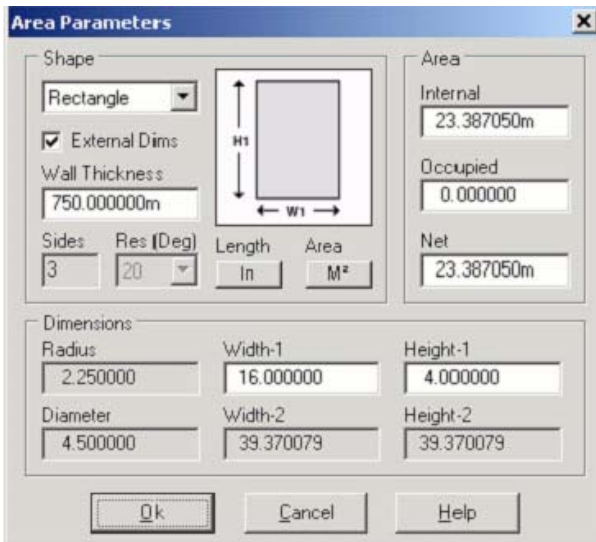 Area Parameters
Shape
Rectangle
External Dims
Wall Thickness
750.000000m
Sides Res (Deg)
3 20
H1
W1
Length Area
In M²
Area
Internal
23.387050m
Occupied
0.000000
Net
23.387050m
Dimensions
Radius Width-1 Height-1
2.250000 16.000000 4.000000
Diameter Width-2 Height-2
4.500000 39.370079 39.370079
Ok Cancel Help